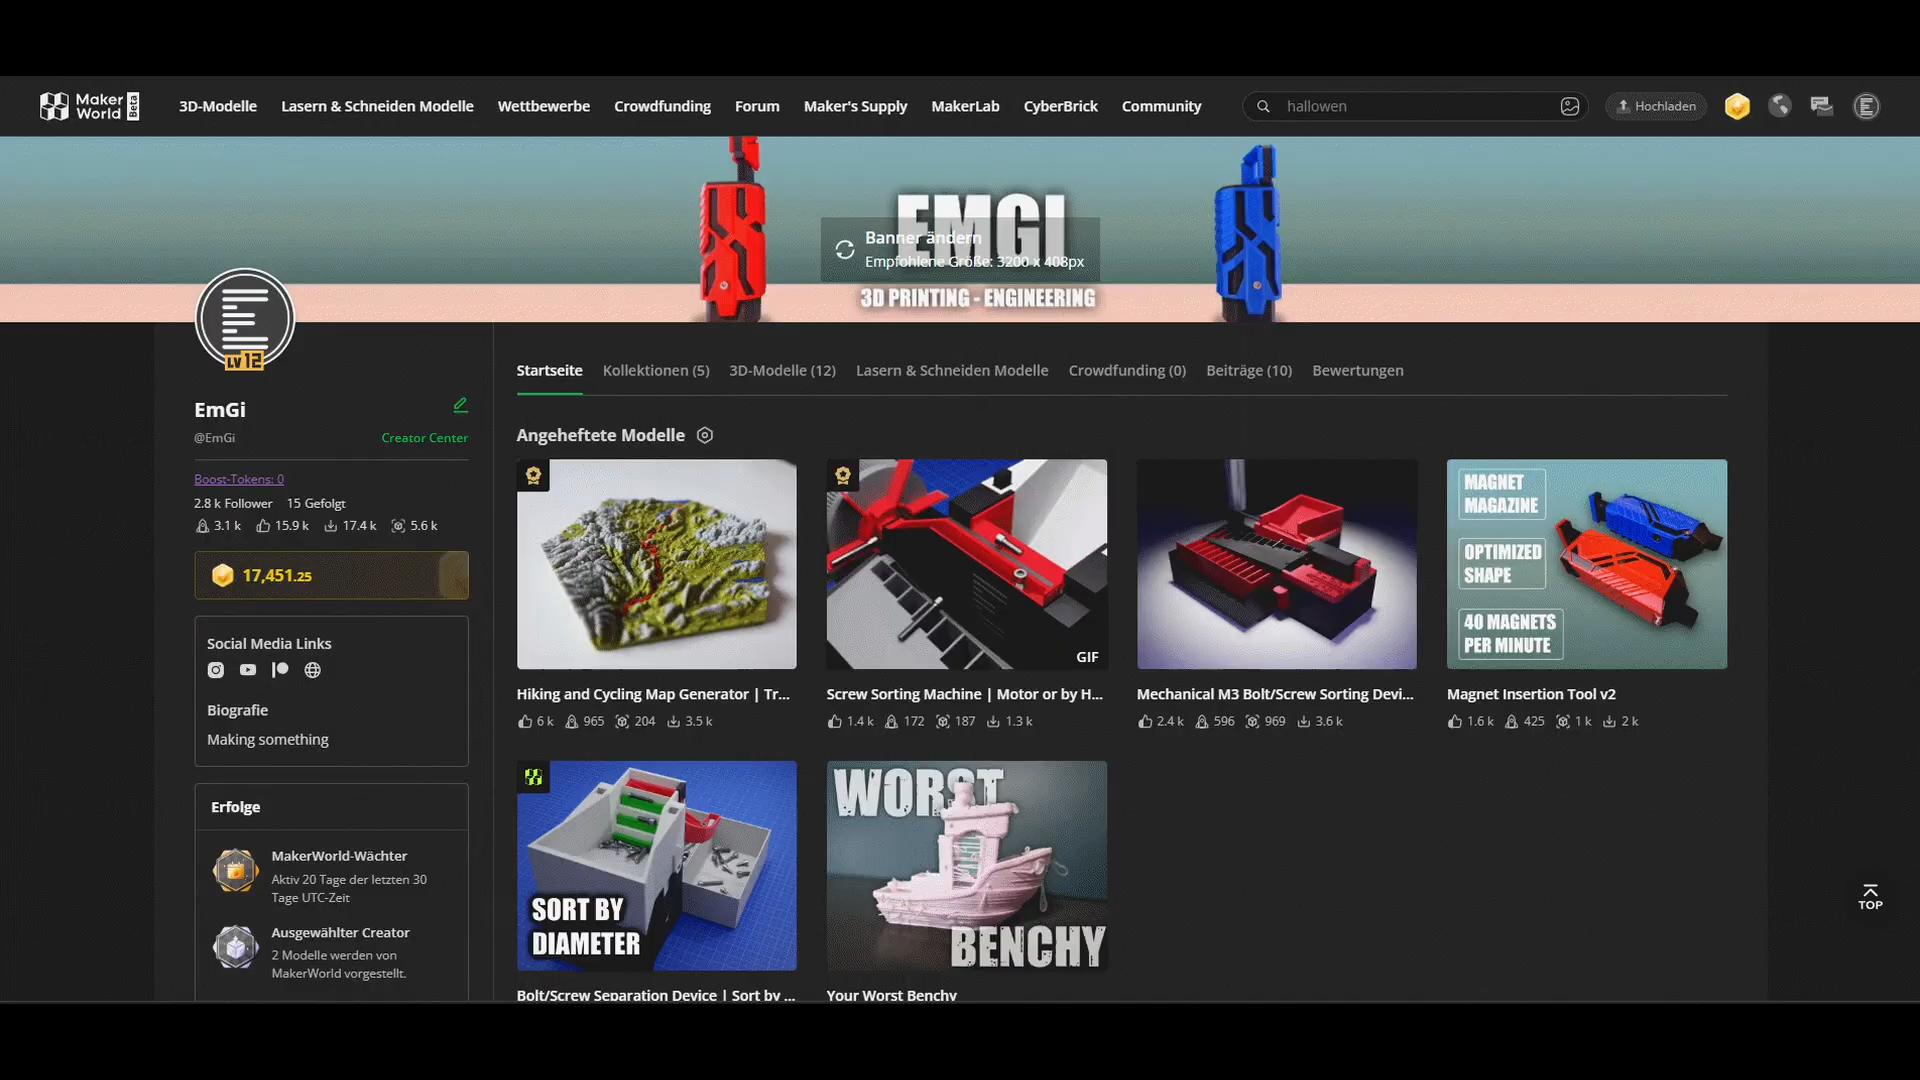 Maker World Beta
3D-Modelle Lasern & Schneiden Modelle Wettbewerbe Crowdfunding Forum Maker's Supply MakerLab CyberBrick Community hallowen Hochladen
EMGI
Banner ändern
Empfohlene Größe: 3200 x 408px
3D PRINTING - ENGINEERING
LV 12
EmGi
@EmGi Creator Center
Boost-Tokens: 0
2.8 k Follower 15 Gefolgt
3.1 k 15.9 k 17.4 k 5.6 k
17,451.25
Social Media Links
Biografie
Making something
Erfolge
MakerWorld-Wächter
Aktiv 20 Tage der letzten 30
Tage UTC-Zeit
Ausgewählter Creator
2 Modelle werden von
MakerWorld vorgestellt.
Startseite Kollektionen (5) 3D-Modelle (12) Lasern & Schneiden Modelle Crowdfunding (0) Beiträge (10) Bewertungen
Angeheftete Modelle
GIF
MAGNET
MAGAZINE
OPTIMIZED
SHAPE
40 MAGNETS
PER MINUTE
Hiking and Cycling Map Generator | Tr...
6 k 965 204 3.5 k
Screw Sorting Machine | Motor or by H...
1.4 k 172 187 1.3 k
Mechanical M3 Bolt/Screw Sorting Devi...
2.4 k 596 969 3.6 k
Magnet Insertion Tool v2
1.6 k 425 1 k 2 k
SORT BY
DIAMETER
WORST
BENCHY
Bolt/Screw Separation Device | Sort by ...
Your Worst Benchy
TOP